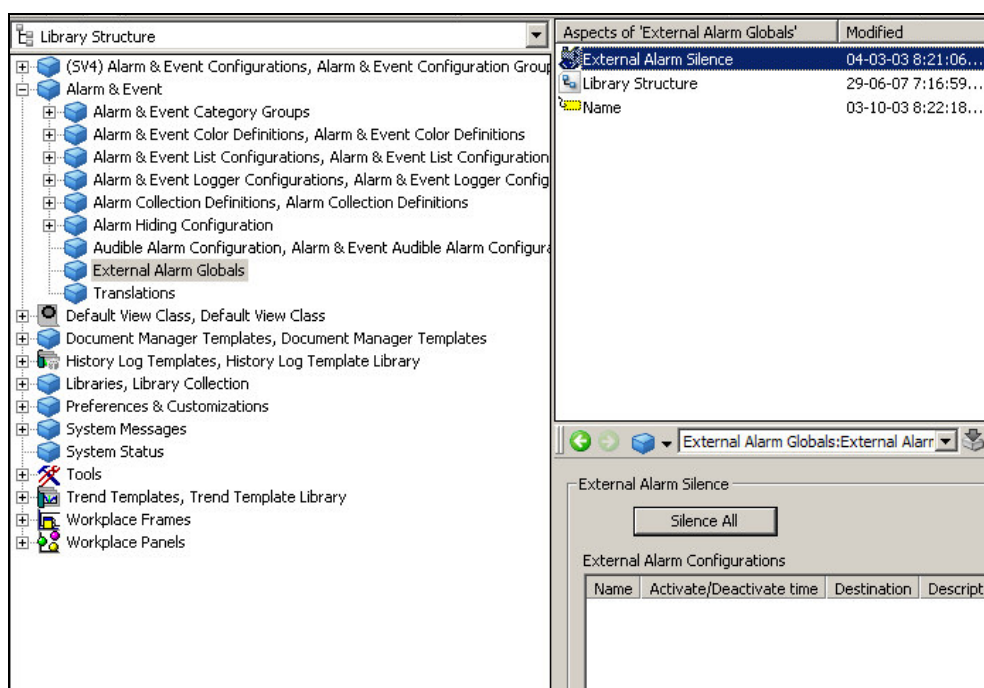 Library Structure
(SV4) Alarm & Event Configurations, Alarm & Event Configuration Group
Alarm & Event
Alarm & Event Category Groups
Alarm & Event Color Definitions, Alarm & Event Color Definitions
Alarm & Event List Configurations, Alarm & Event List Configuration
Alarm & Event Logger Configurations, Alarm & Event Logger Config
Alarm Collection Definitions, Alarm Collection Definitions
Alarm Hiding Configuration
Audible Alarm Configuration, Alarm & Event Audible Alarm Configura
External Alarm Globals
Translations
Default View Class, Default View Class
Document Manager Templates, Document Manager Templates
History Log Templates, History Log Template Library
Libraries, Library Collection
Preferences & Customizations
System Messages
System Status
Tools
Trend Templates, Trend Template Library
Workplace Frames
Workplace Panels
Aspects of 'External Alarm Globals' Modified
External Alarm Silence 04-03-03 8:21:06...
Library Structure 29-06-07 7:16:59...
Name 03-10-03 8:22:18...
External Alarm Globals:External Alarr
External Alarm Silence
Silence All
External Alarm Configurations
Name Activate/Deactivate time Destination Descript